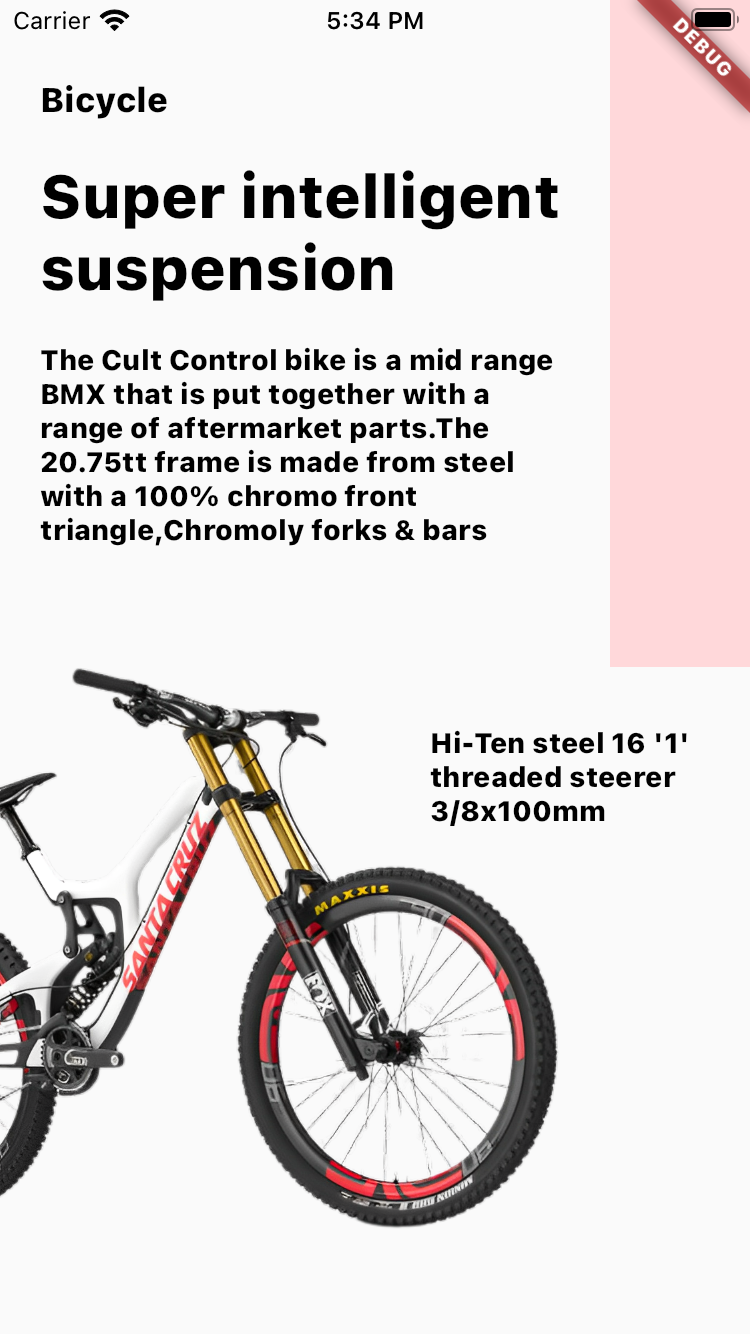 Carrier 5:34 PM
DEBUG
Bicycle
Super intelligent
suspension
The Cult Control bike is a mid range
BMX that is put together with a
range of aftermarket parts.The
20.75tt frame is made from steel
with a 100% chromo front
triangle,Chromoly forks & bars
Hi-Ten steel 16 '1'
threaded steerer
3/8x100mm
SANTA CRUZ
MAXXIS
FOX